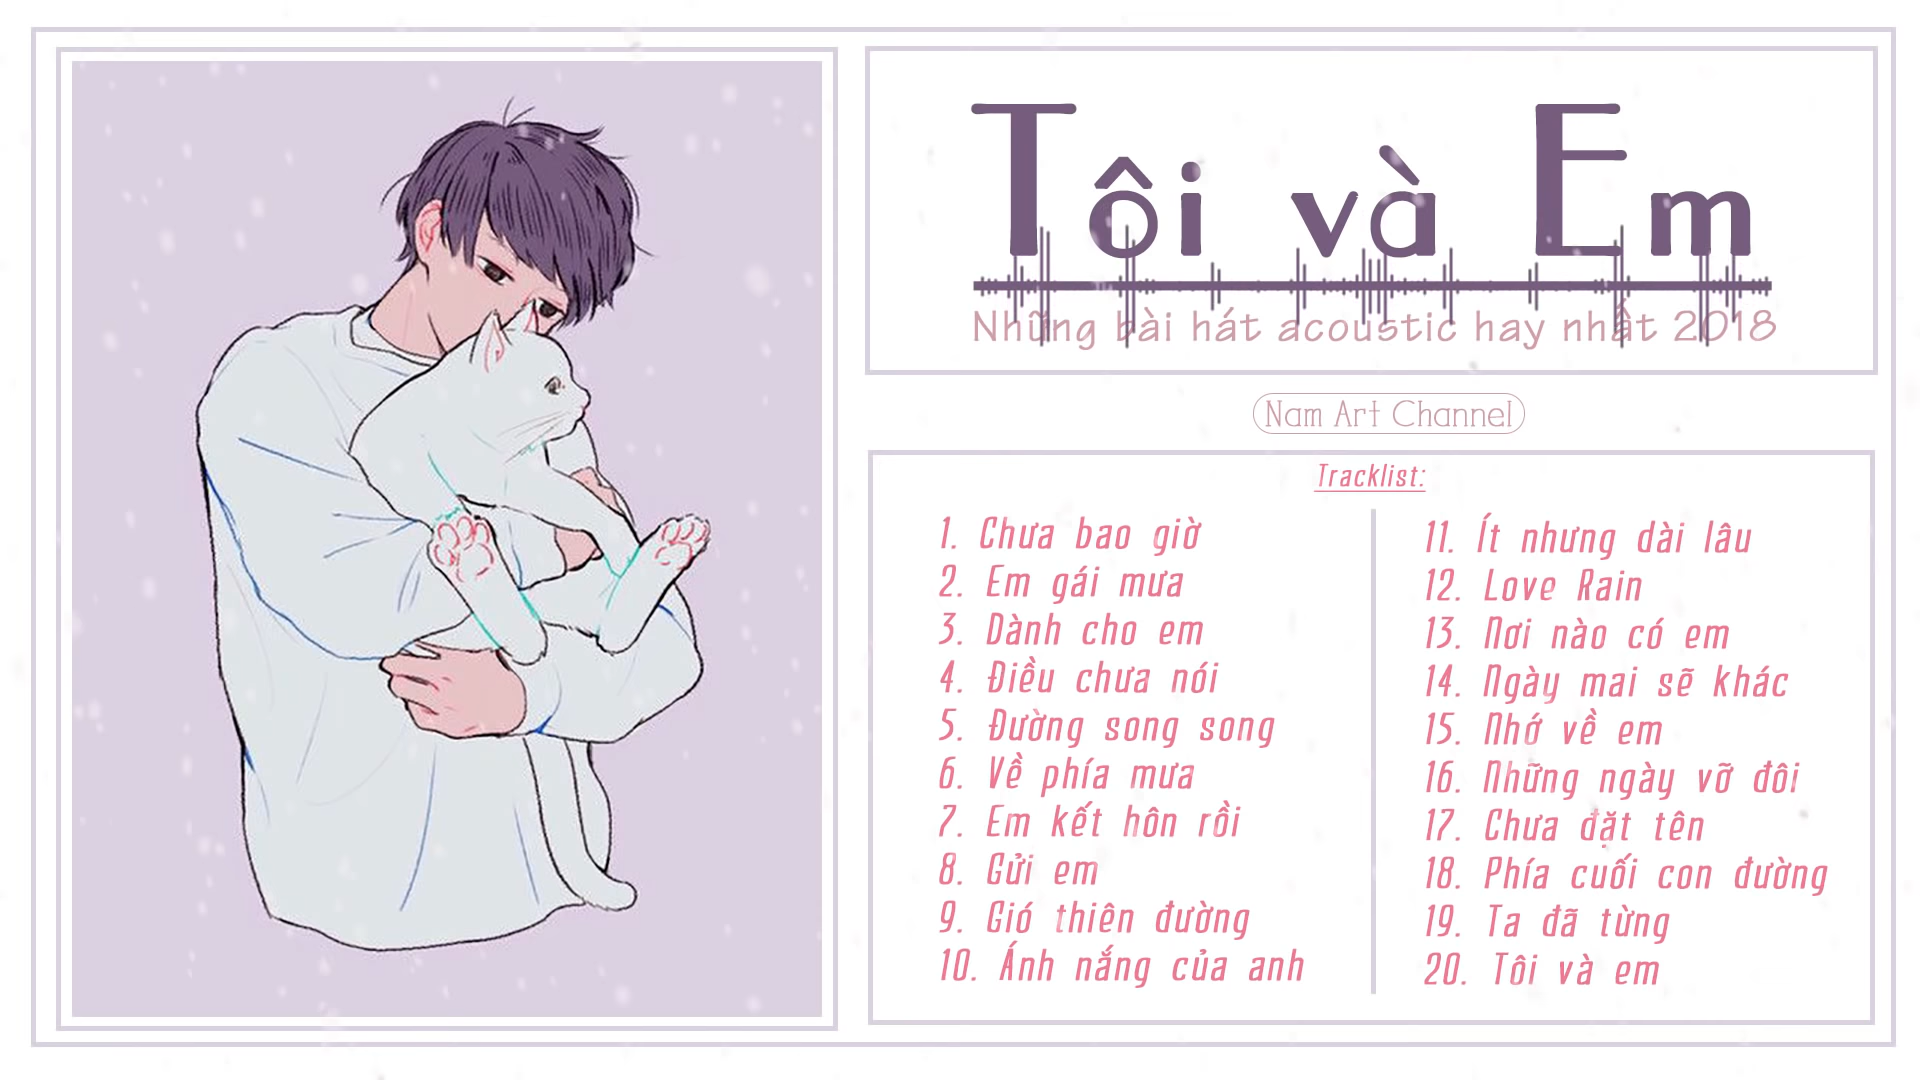 Tôi và Em
Những bài hát acoustic hay nhất 2018
Nam Art Channel
Tracklist:
1. Chưa bao giờ
2. Em gái mưa
3. Dành cho em
4. Điều chưa nói
5. Đường song song
6. Về phía mưa
7. Em kết hôn rồi
8. Gửi em
9. Gió thiên đường
10. Ánh nắng của anh
11. Ít nhưng dài lâu
12. Love Rain
13. Nơi nào có em
14. Ngày mai sẽ khác
15. Nhớ về em
16. Những ngày vỡ đôi
17. Chưa đặt tên
18. Phía cuối con đường
19. Ta đã từng
20. Tôi và em